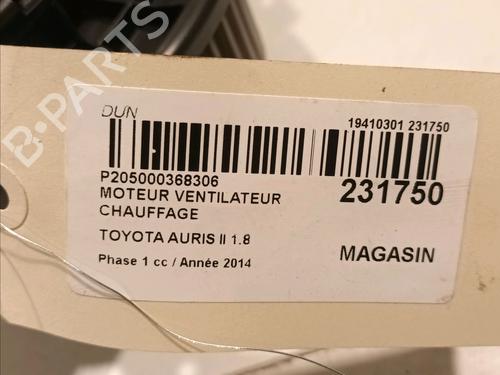 B-PARTS
DUN
19410301 231750
P205000368306
231750
MOTEUR VENTILATEUR
CHAUFFAGE
TOYOTA AURIS II 1.8
MAGASIN
Phase 1 cc / Année 2014